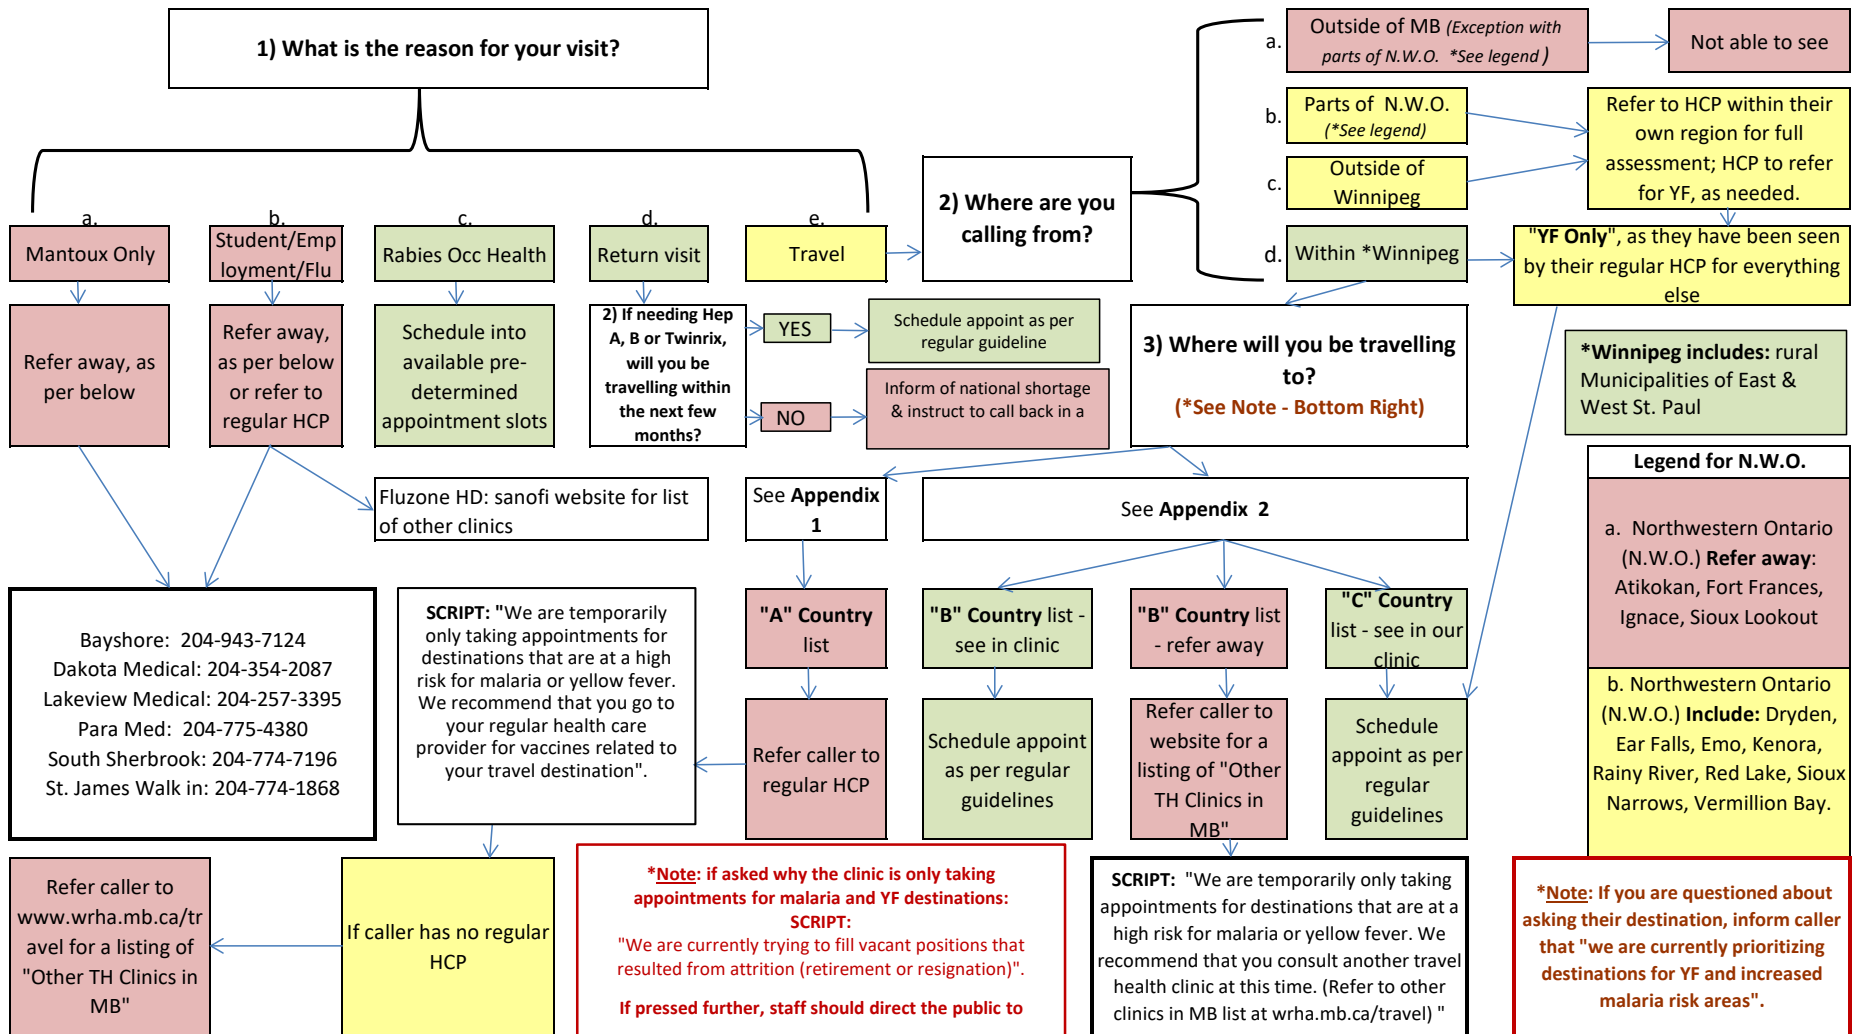 1) What is the reason for your visit?
a.
Mantoux Only
b.
Student/Emp
loyment/Flu
c.
Rabies Occ Health
d.
Return visit
e.
Travel
2) Where are you
calling from?
a.
Outside of MB (Exception with
parts of N.W.O. *See legend )
Not able to see
b.
Parts of N.W.O.
(*See legend)
c.
Outside of
Winnipeg
Refer to HCP within their
own region for full
assessment; HCP to refer
for YF, as needed.
d.
Within *Winnipeg
"YF Only", as they have been seen
by their regular HCP for everything
else
Refer away, as
per below
Refer away,
as per below
or refer to
regular HCP
Schedule into
available pre-
determined
appointment slots
2) If needing Hep
A, B or Twinrix,
will you be
travelling within
the next few
months?
YES
Schedule appoint as per
regular guideline
NO
Inform of national shortage
& instruct to call back in a
3) Where will you be travelling
to?
(*See Note - Bottom Right)
*Winnipeg includes: rural
Municipalities of East &
West St. Paul
Fluzone HD: sanofi website for list
of other clinics
See Appendix
1
See Appendix 2
Legend for N.W.O.
a. Northwestern Ontario
(N.W.O.) Refer away:
Atikokan, Fort Frances,
Ignace, Sioux Lookout
b. Northwestern Ontario
(N.W.O.) Include: Dryden,
Ear Falls, Emo, Kenora,
Rainy River, Red Lake, Sioux
Narrows, Vermillion Bay.
Bayshore: 204-943-7124
Dakota Medical: 204-354-2087
Lakeview Medical: 204-257-3395
Para Med: 204-775-4380
South Sherbrook: 204-774-7196
St. James Walk in: 204-774-1868
SCRIPT: "We are temporarily
only taking appointments for
destinations that are at a high
risk for malaria or yellow fever.
We recommend that you go to
your regular health care
provider for vaccines related to
your travel destination".
"A" Country
list
"B" Country list -
see in clinic
"B" Country list
- refer away
"C" Country
list - see in our
clinic
Refer caller to
regular HCP
Schedule appoint
as per regular
guidelines
Refer caller to
website for a
listing of "Other
TH Clinics in
MB"
Schedule
appoint as per
regular
guidelines
Refer caller to
www.wrha.mb.ca/tr
avel for a listing of
"Other TH Clinics in
MB"
If caller has no regular
HCP
*Note: if asked why the clinic is only taking
appointments for malaria and YF destinations:
SCRIPT:
"We are currently trying to fill vacant positions that
resulted from attrition (retirement or resignation)".
If pressed further, staff should direct the public to
SCRIPT: "We are temporarily only taking
appointments for destinations that are at a
high risk for malaria or yellow fever. We
recommend that you consult another travel
health clinic at this time. (Refer to other
clinics in MB list at wrha.mb.ca/travel) "
*Note: If you are questioned about
asking their destination, inform caller
that "we are currently prioritizing
destinations for YF and increased
malaria risk areas".